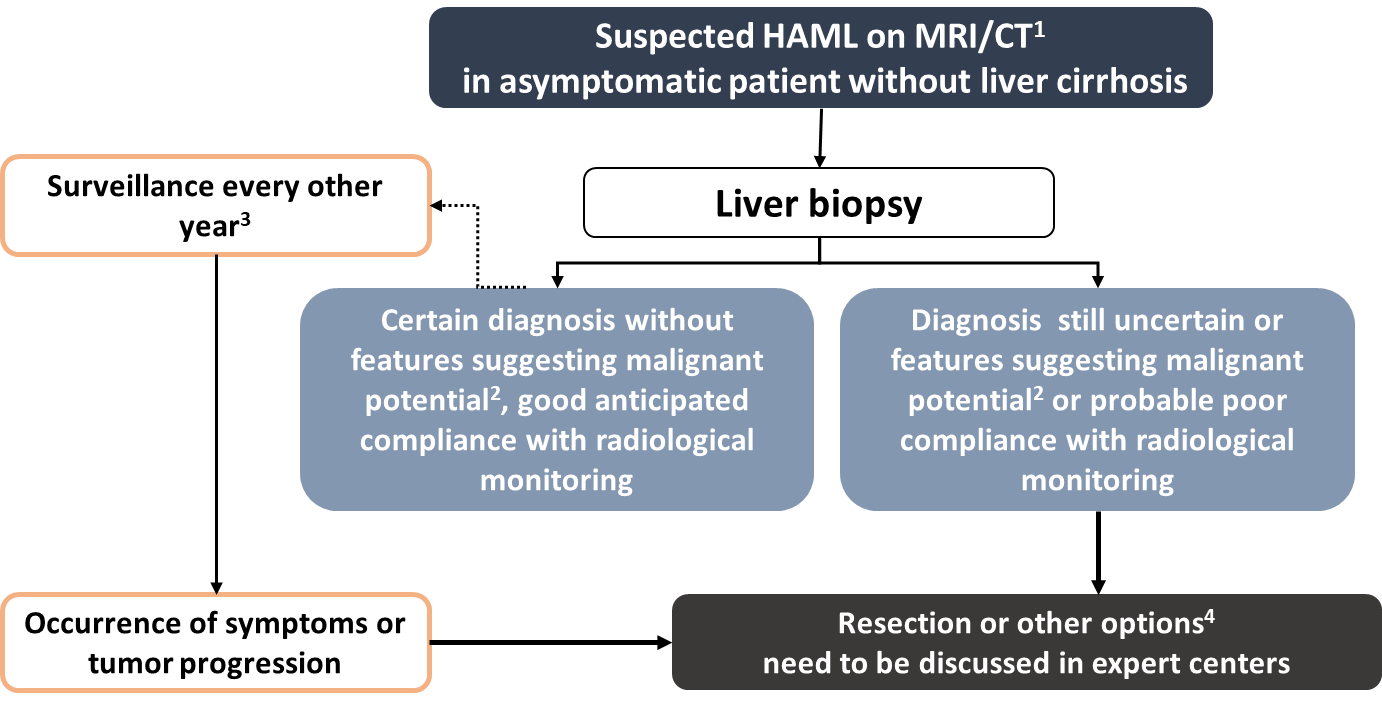 Suspected HAML on MRI/CT¹
in asymptomatic patient without liver cirrhosis
Surveillance every other
year³
Liver biopsy
Certain diagnosis without
features suggesting malignant
potential², good anticipated
compliance with radiological
monitoring
Diagnosis still uncertain or
features suggesting malignant
potential² or probable poor
compliance with radiological
monitoring
Occurrence of symptoms or
tumor progression
Resection or other options⁴
need to be discussed in expert centers